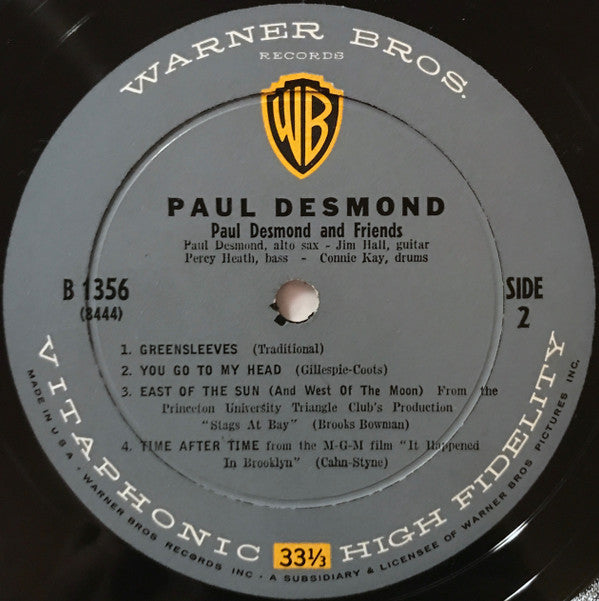 WARNER BROS.
RECORDS
WB
PAUL DESMOND
Paul Desmond and Friends
Paul Desmond, alto sax - Jim Hall, guitar
Percy Heath, bass - Connie Kay, drums
B 1356
(8444)
SIDE
2
1. GREENSLEEVES (Traditional)
2. YOU GO TO MY HEAD (Gillespie-Coots)
3. EAST OF THE SUN (And West Of The Moon) From the
Princeton University Triangle Club's Production
"Stags At Bay" (Brooks Bowman)
4. TIME AFTER TIME from the M-G-M film "It Happened
In Brooklyn" (Cahn-Styne)
VITAPHONIC 33⅓ HIGH FIDELITY
MADE IN U.S.A. • WARNER BROS RECORDS INC • A SUBSIDIARY & LICENSEE OF WARNER BROS PICTURES INC.